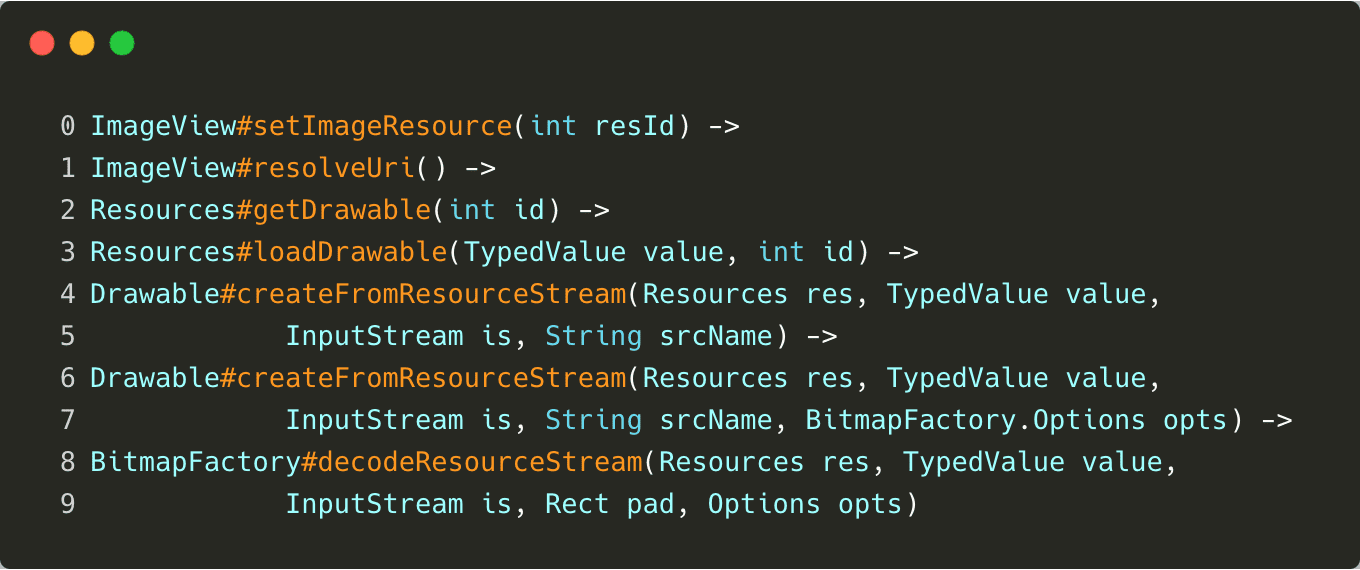 0 ImageView#setImageResource(int resId) ->
1 ImageView#resolveUri() ->
2 Resources#getDrawable(int id) ->
3 Resources#loadDrawable(TypedValue value, int id) ->
4 Drawable#createFromResourceStream(Resources res, TypedValue value,
5             InputStream is, String srcName) ->
6 Drawable#createFromResourceStream(Resources res, TypedValue value,
7             InputStream is, String srcName, BitmapFactory.Options opts) ->
8 BitmapFactory#decodeResourceStream(Resources res, TypedValue value,
9             InputStream is, Rect pad, Options opts)